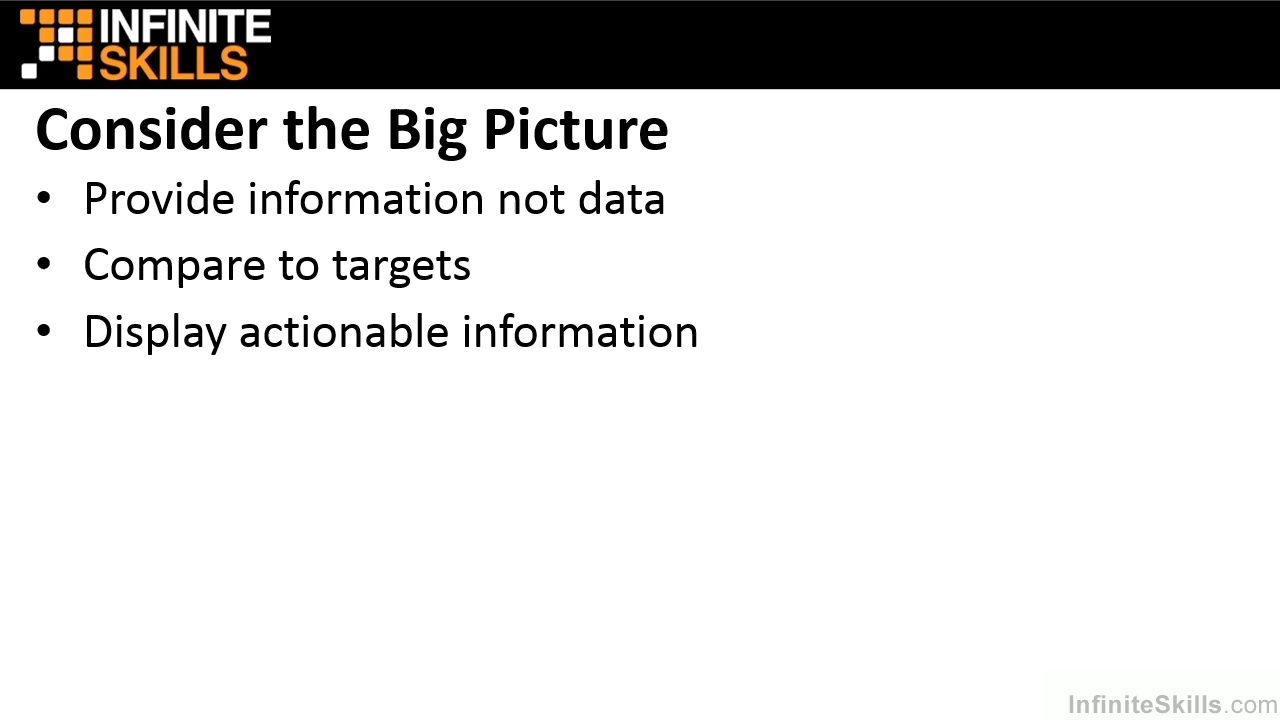 INFINITE
SKILLS
Consider the Big Picture
• Provide information not data
• Compare to targets
• Display actionable information
InfiniteSkills.com